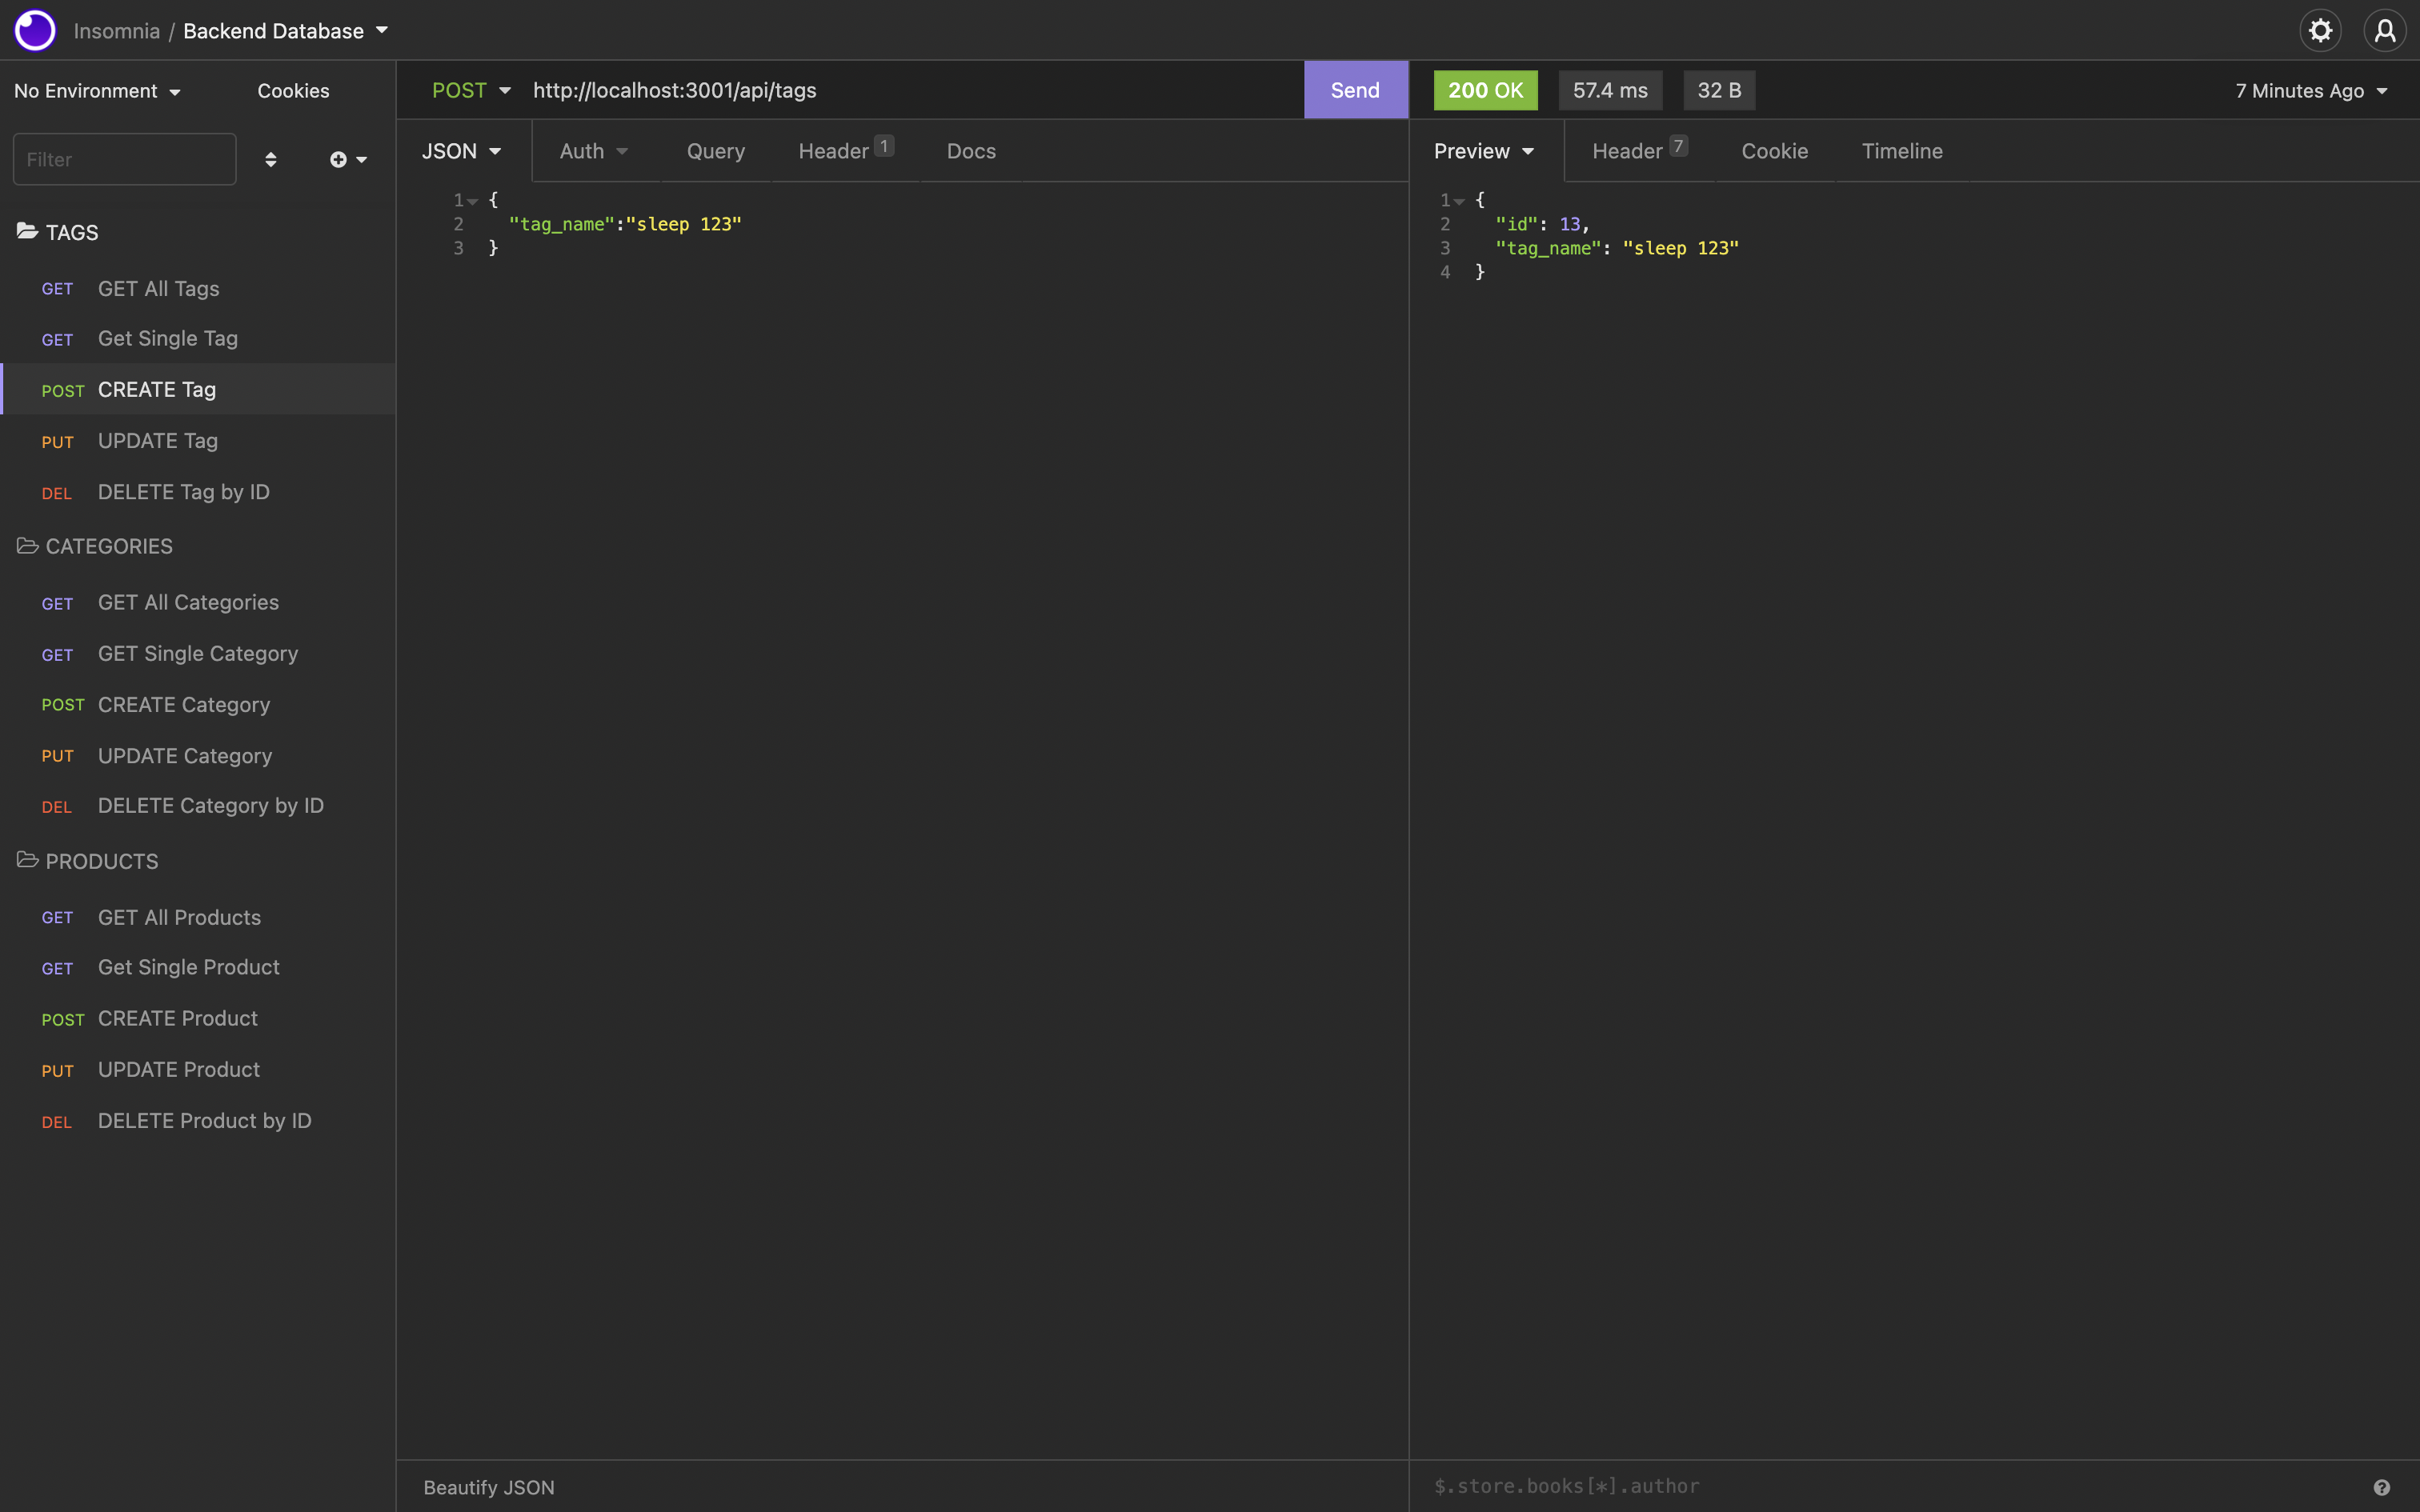 Insomnia / Backend Database
No Environment
Cookies
Filter
TAGS
GET GET All Tags
GET Get Single Tag
POST CREATE Tag
PUT UPDATE Tag
DEL DELETE Tag by ID
CATEGORIES
GET GET All Categories
GET GET Single Category
POST CREATE Category
PUT UPDATE Category
DEL DELETE Category by ID
PRODUCTS
GET GET All Products
GET Get Single Product
POST CREATE Product
PUT UPDATE Product
DEL DELETE Product by ID
POST http://localhost:3001/api/tags Send
JSON Auth Query Header 1 Docs
1 {
2 "tag_name":"sleep 123"
3 }
Beautify JSON
200 OK 57.4 ms 32 B 7 Minutes Ago
Preview Header 7 Cookie Timeline
1 {
2 "id": 13,
3 "tag_name": "sleep 123"
4 }
$.store.books[*].author